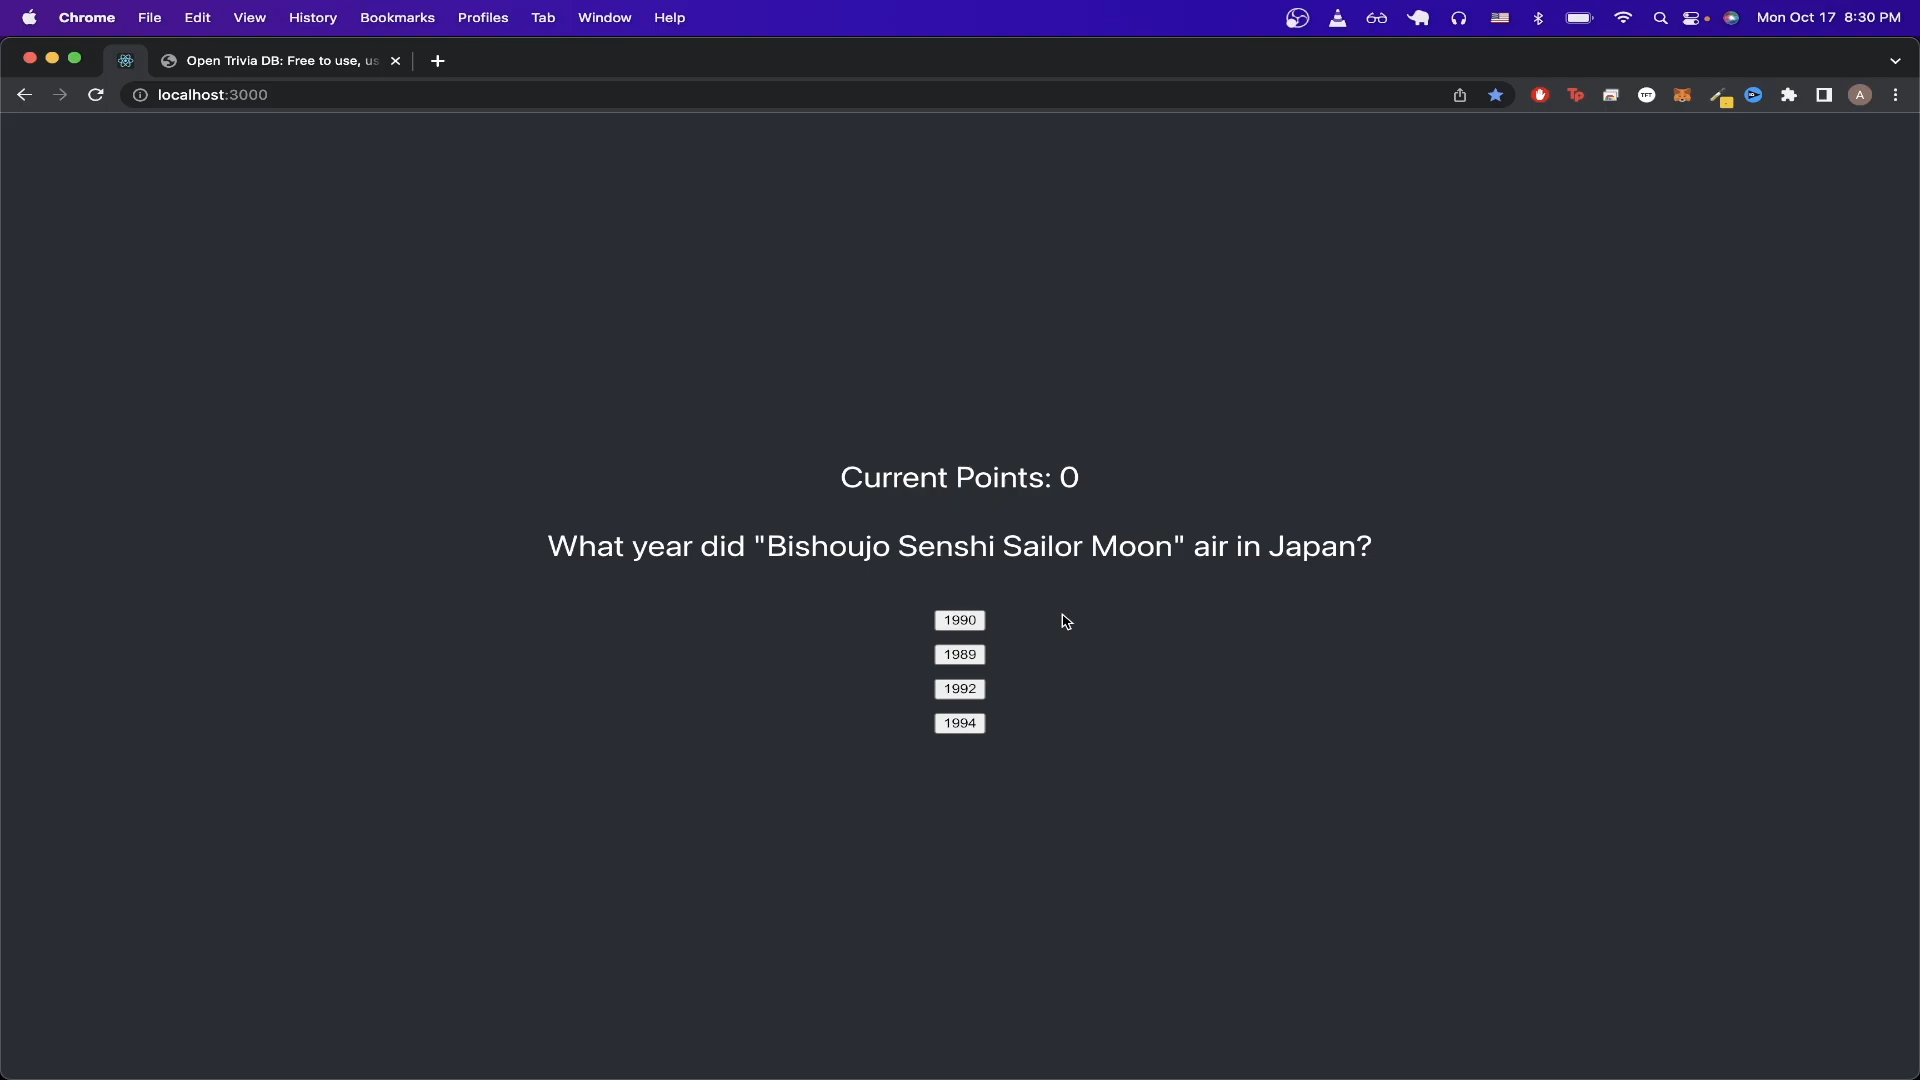 Chrome File Edit View History Bookmarks Profiles Tab Window Help Mon Oct 17 8:30 PM
Open Trivia DB: Free to use, us
localhost:3000
Tp
TFT
A
Current Points: 0
What year did "Bishoujo Senshi Sailor Moon" air in Japan?
1990
1989
1992
1994